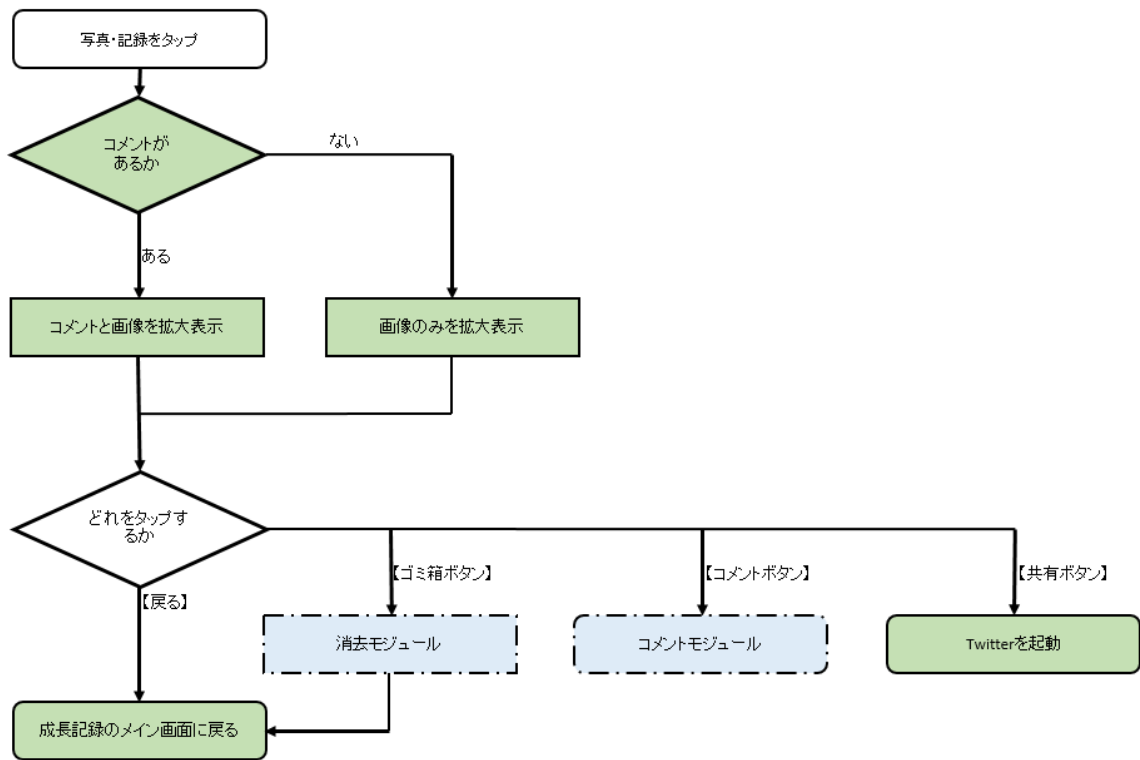 写真・記録をタップ
コメントが
あるか
ない
ある
コメントと画像を拡大表示
画像のみを拡大表示
どれをタップす
るか
【ゴミ箱ボタン】
【コメントボタン】
【共有ボタン】
【戻る】
消去モジュール
コメントモジュール
Twitterを起動
成長記録のメイン画面に戻る